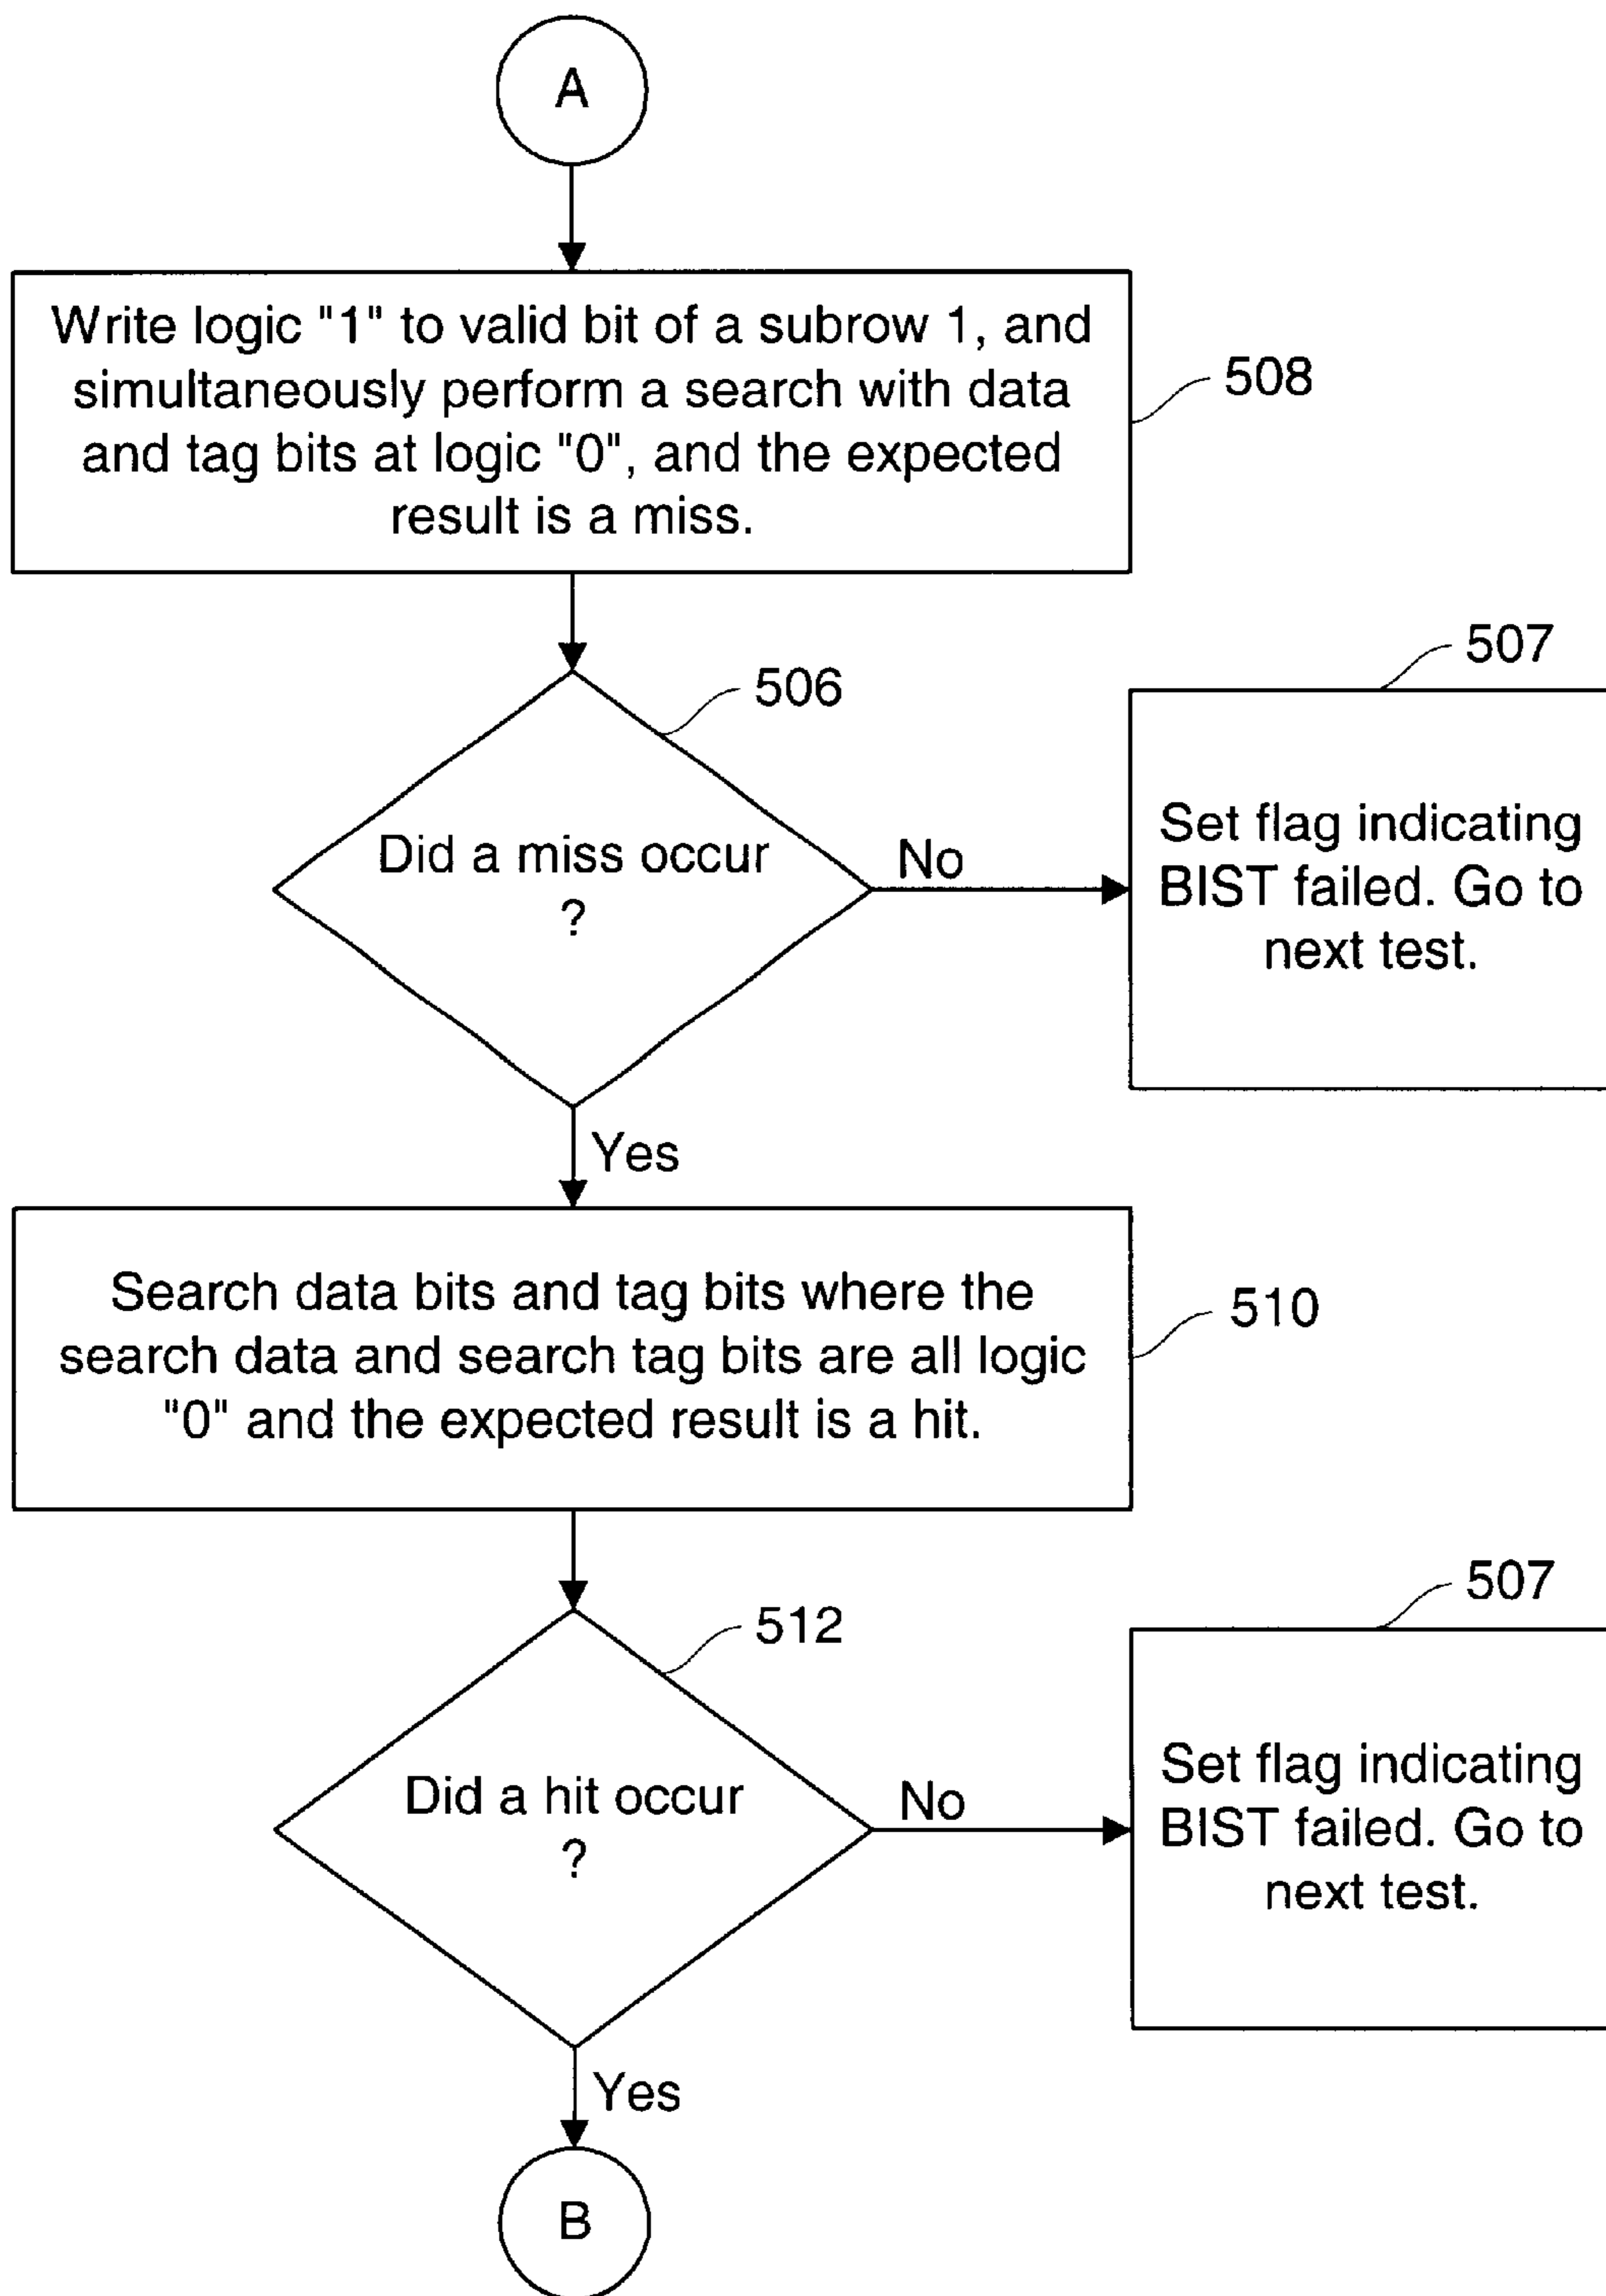 A
Write logic "1" to valid bit of a subrow 1, and
simultaneously perform a search with data
and tag bits at logic "0", and the expected
result is a miss.
508
507
506
Did a miss occur
?
No
Set flag indicating
BIST failed. Go to
next test.
Yes
Search data bits and tag bits where the
search data and search tag bits are all logic
"0" and the expected result is a hit.
510
507
512
Did a hit occur
?
No
Set flag indicating
BIST failed. Go to
next test.
Yes
B